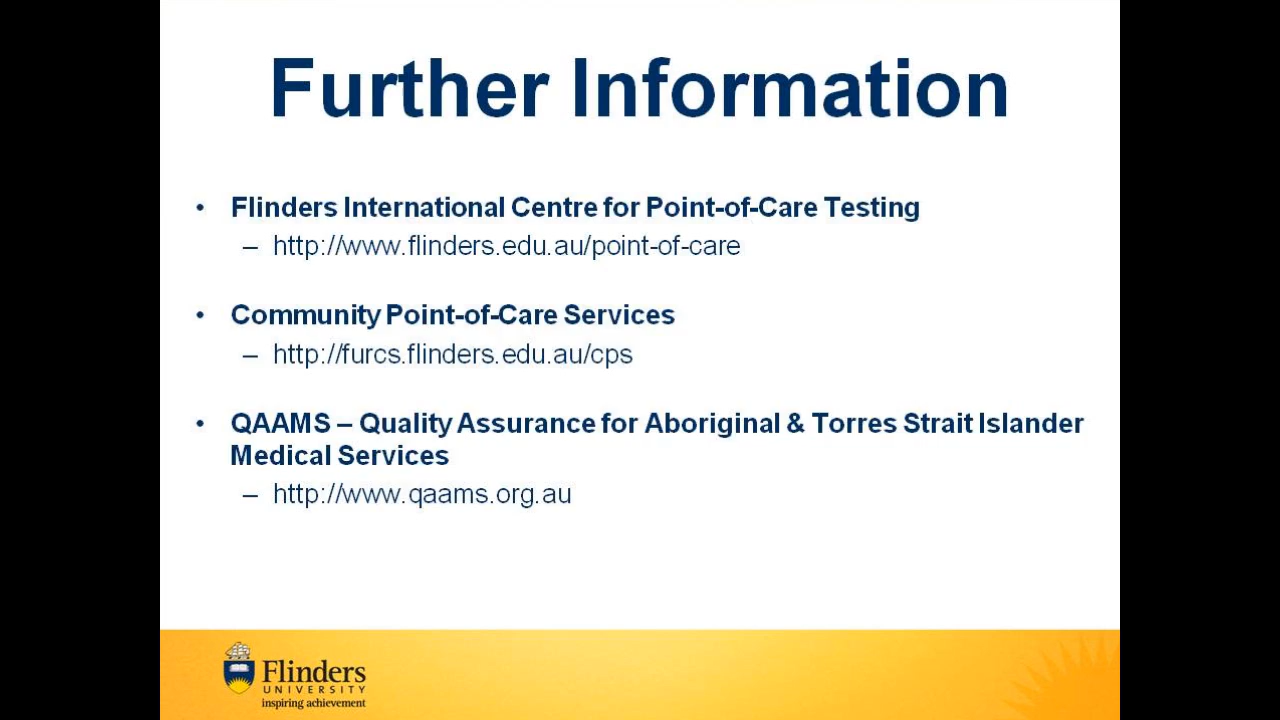 Further Information
• Flinders International Centre for Point-of-Care Testing
– http://www.flinders.edu.au/point-of-care
• Community Point-of-Care Services
– http://furcs.flinders.edu.au/cps
• QAAMS – Quality Assurance for Aboriginal & Torres Strait Islander
Medical Services
– http://www.qaams.org.au
Flinders
UNIVERSITY
inspiring achievement